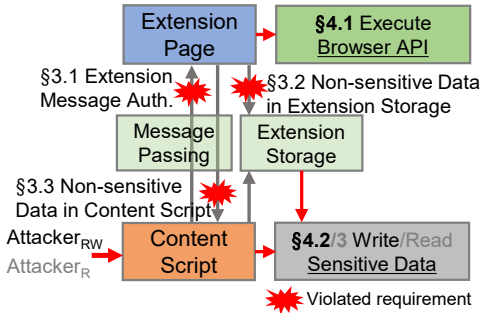 Extension
Page
§4.1 Execute
Browser API
§3.1 Extension
Message Auth.
§3.2 Non-sensitive Data
in Extension Storage
Message
Passing
Extension
Storage
§3.3 Non-sensitive
Data in Content Script
AttackerRW
AttackerR
Content
Script
§4.2/3 Write/Read
Sensitive Data
Violated requirement